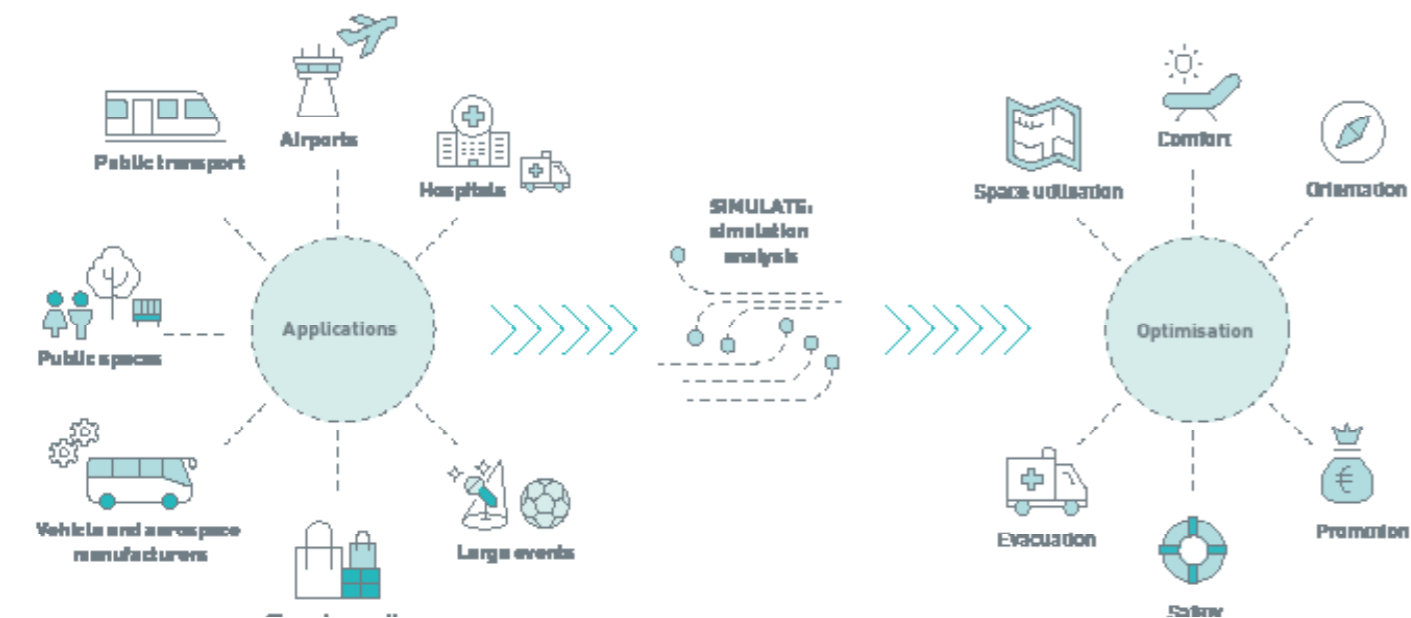 Airports
Public transport
Hospitals
Public spaces
Applications
Vehicle and aerospace
manufacturers
Large events
SIMULATE:
simulation
analysis
Comfort
Space utilisation
Orientation
Optimisation
Evacuation
Promotion
Safety